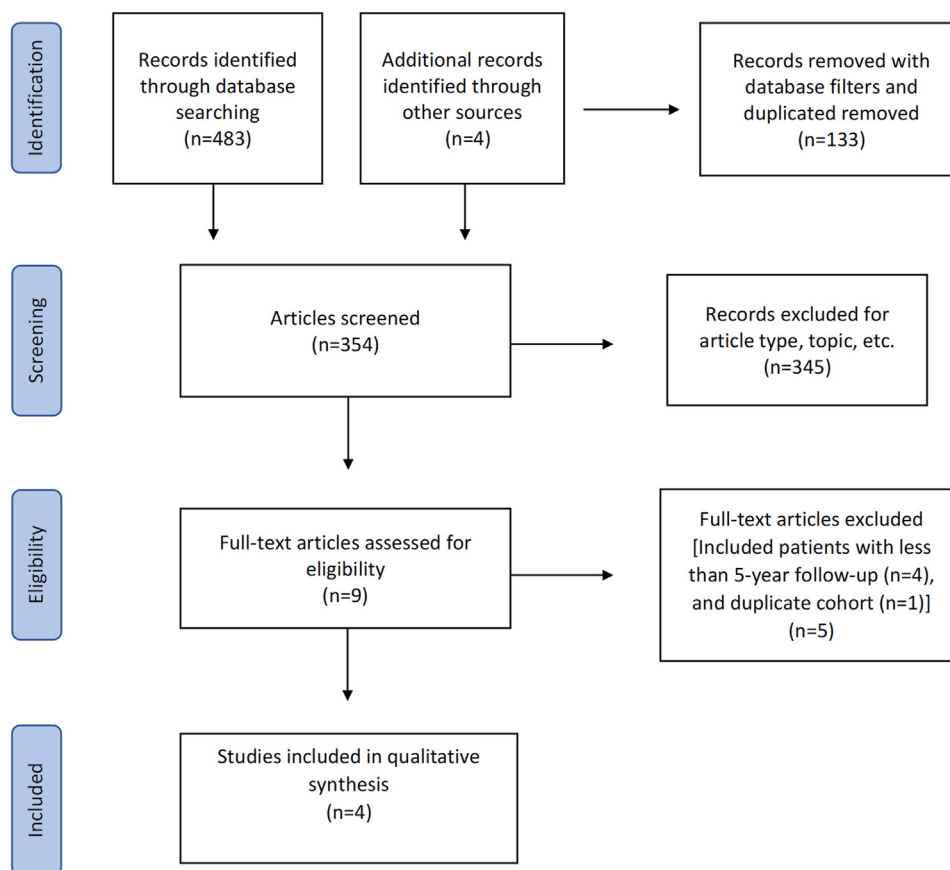 Identification
Records identified
through database
searching
(n=483)
Additional records
identified through
other sources
(n=4)
Records removed with
database filters and
duplicated removed
(n=133)
Screening
Articles screened
(n=354)
Records excluded for
article type, topic, etc.
(n=345)
Eligibility
Full-text articles assessed for
eligibility
(n=9)
Full-text articles excluded
[Included patients with less
than 5-year follow-up (n=4),
and duplicate cohort (n=1)]
(n=5)
Included
Studies included in qualitative
synthesis
(n=4)